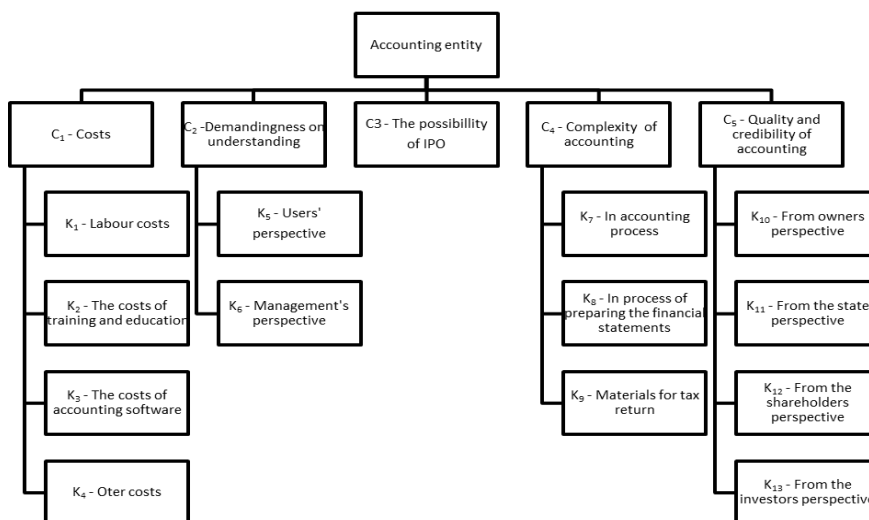 Accounting entity
C₁ - Costs
C₂ -Demandingness on
understanding
C3 - The possibillity
of IPO
C₄ - Complexity of
accounting
C₅ - Quality and
credibility of
accounting
K₁ - Labour costs
K₂ - The costs of
training and education
K₃ - The costs of
accounting software
K₄ - Oter costs
K₅ - Users'
perspective
K₆ - Management's
perspective
K₇ - In accounting
process
K₈ - In process of
preparing the financial
statements
K₉ - Materials for tax
return
K₁₀ - From owners
perspective
K₁₁ - From the state
perspective
K₁₂ - From the
shareholders
perspective
K₁₃ - From the
investors perspective